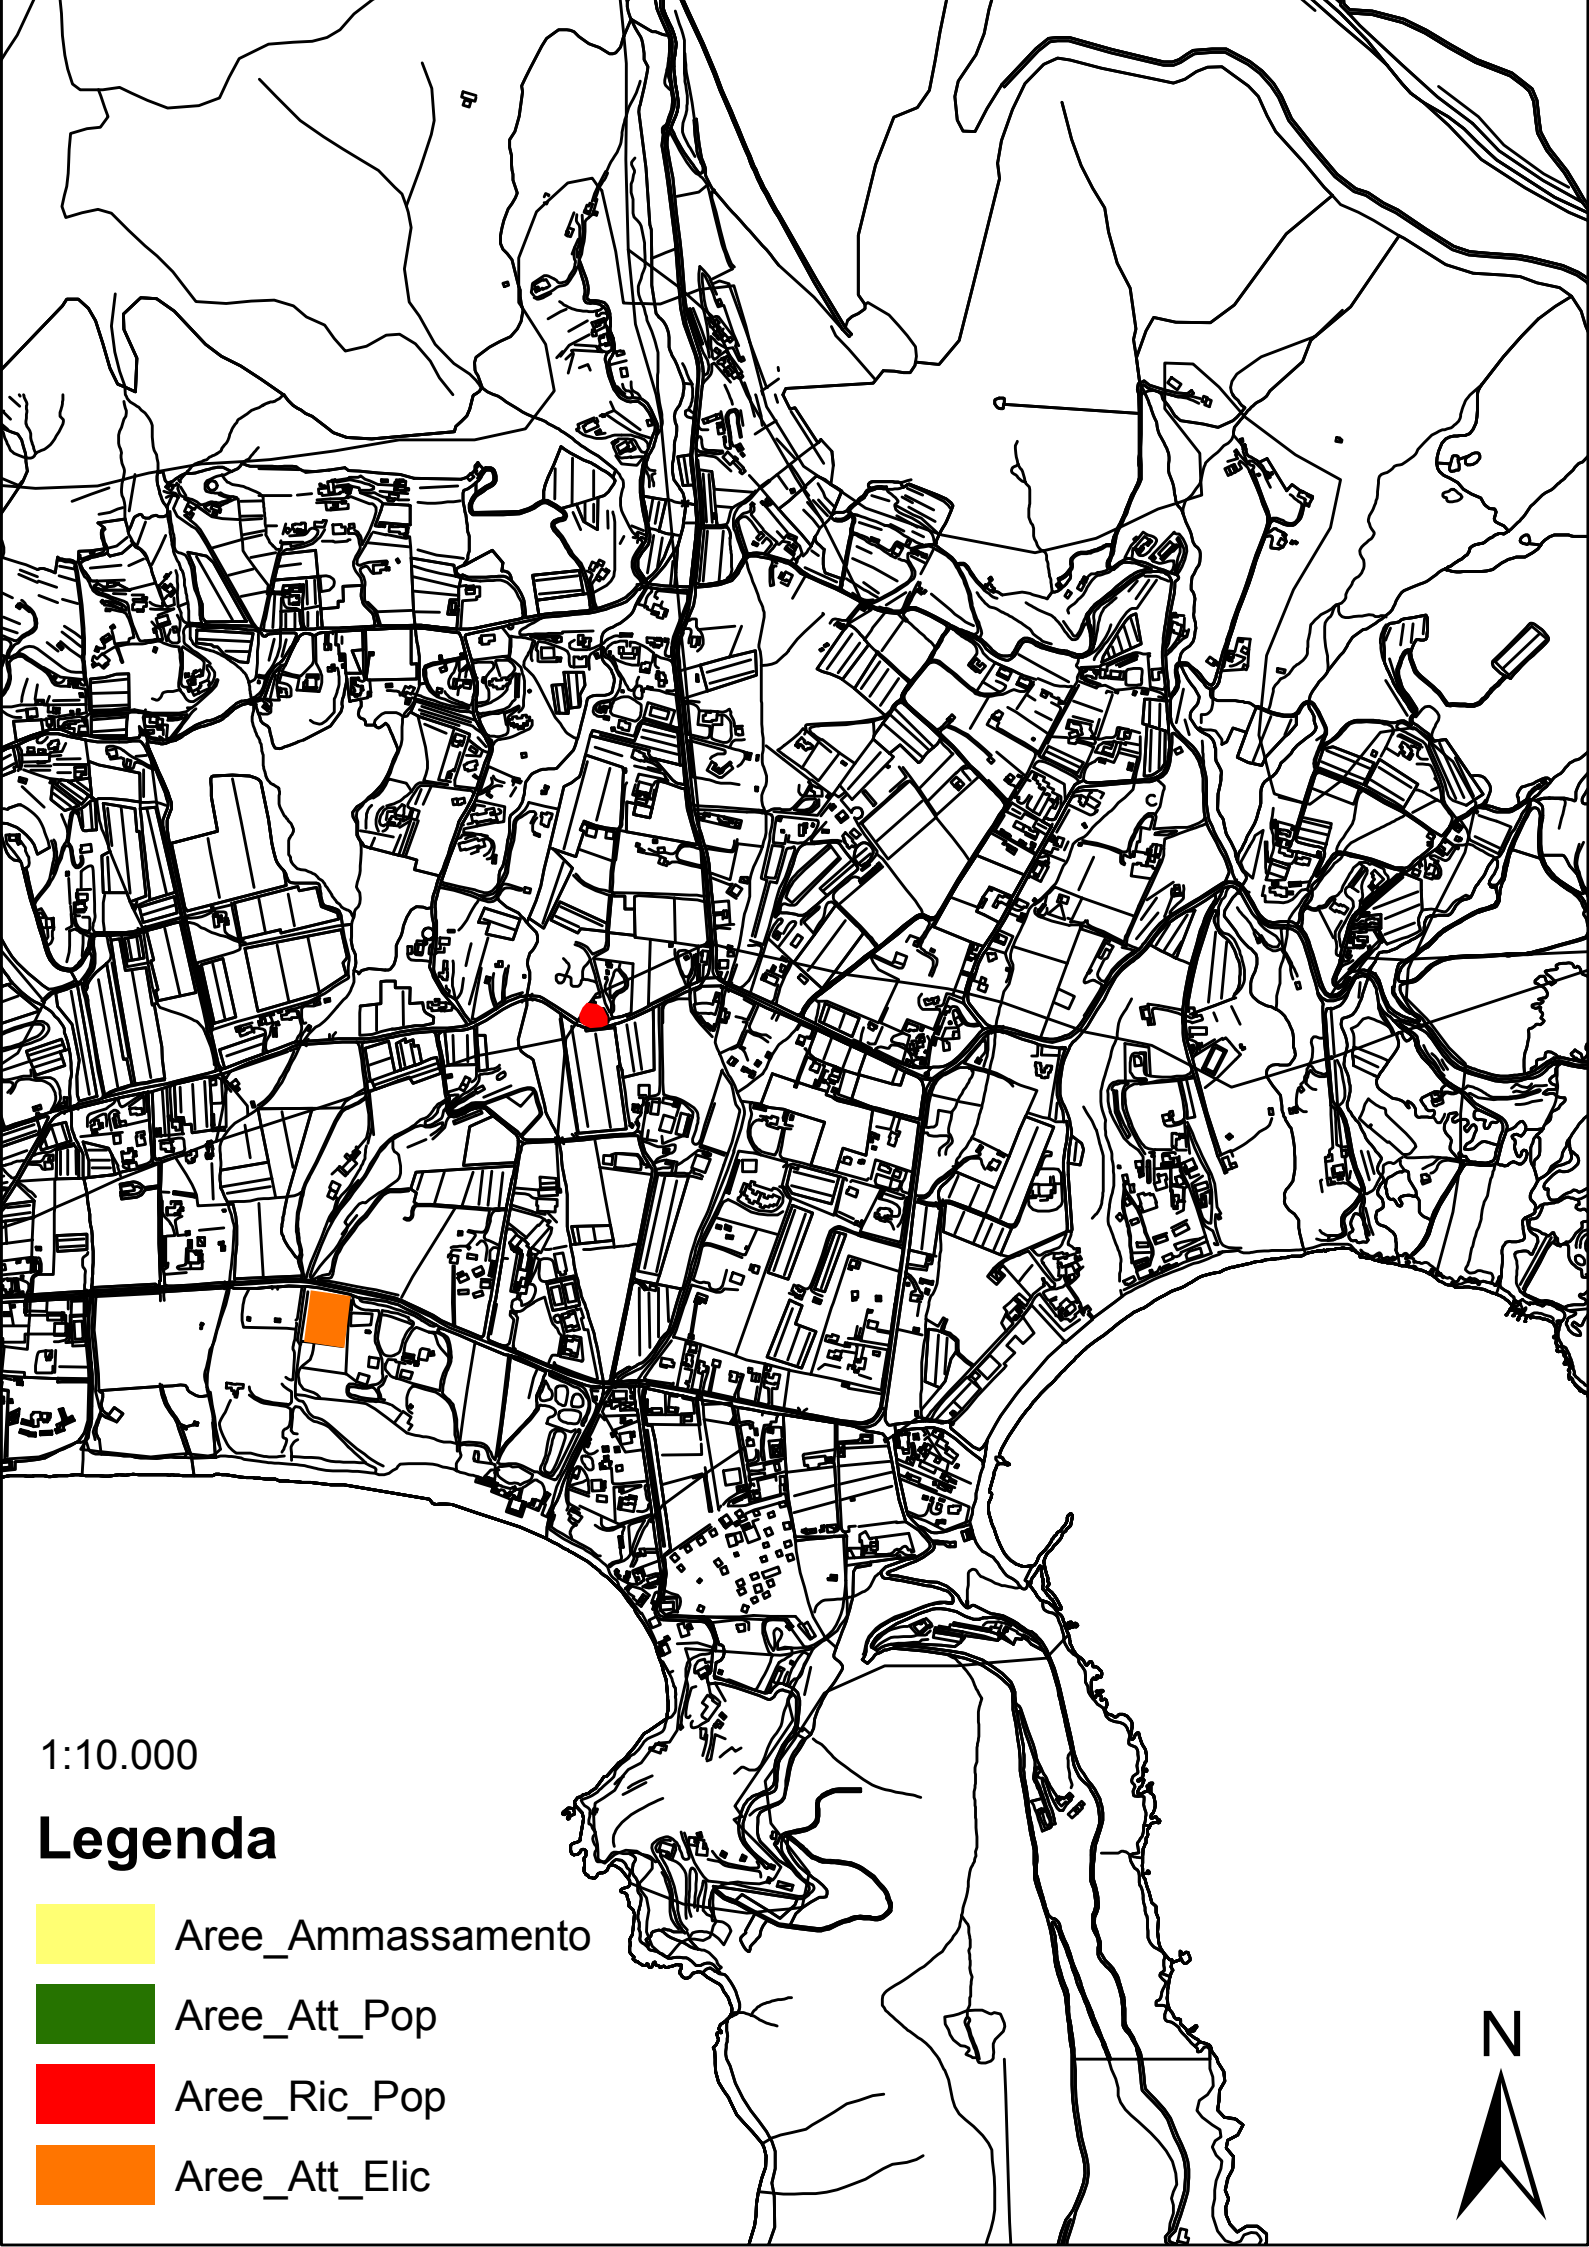 1:10.000
Legenda
Aree_Ammassamento
Aree_Att_Pop
Aree_Ric_Pop
Aree_Att_Elic
N